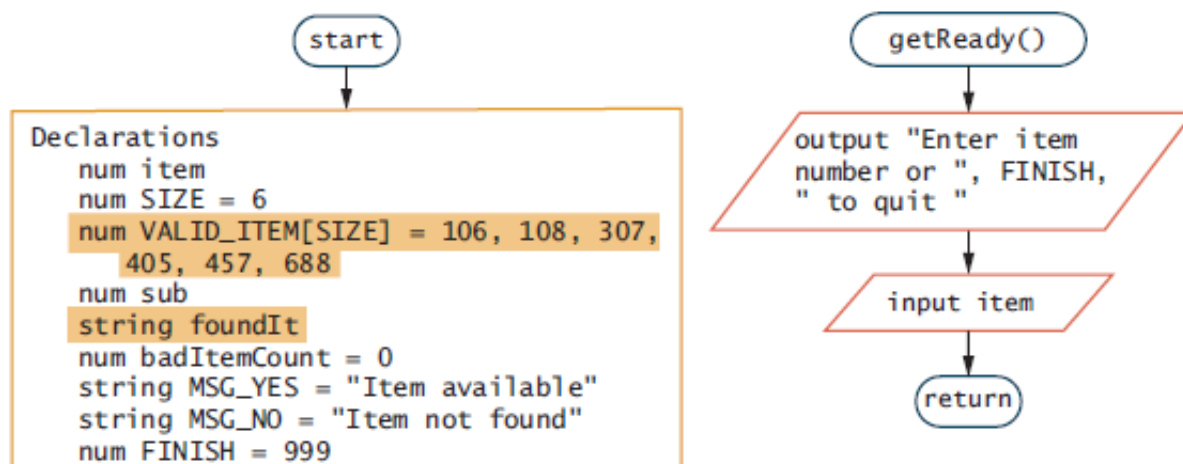 start
Declarations
num item
num SIZE = 6
num VALID_ITEM[SIZE] = 106, 108, 307,
405, 457, 688
num sub
string foundIt
num badItemCount = 0
string MSG_YES = "Item available"
string MSG_NO = "Item not found"
num FINISH = 999
getReady()
output "Enter item
number or ", FINISH,
" to quit "
input item
return